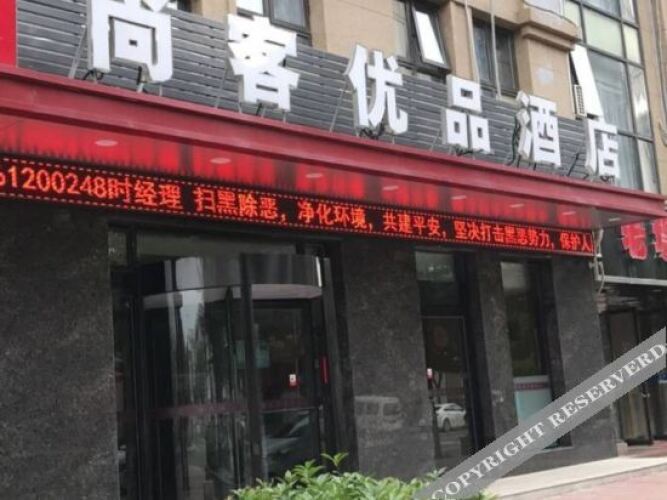 尚客优品酒店
61200248时经理 扫黑除恶，净化环境，共建平安，坚决打击黑恶势力，保护人
COPYRIGHT RESERVED